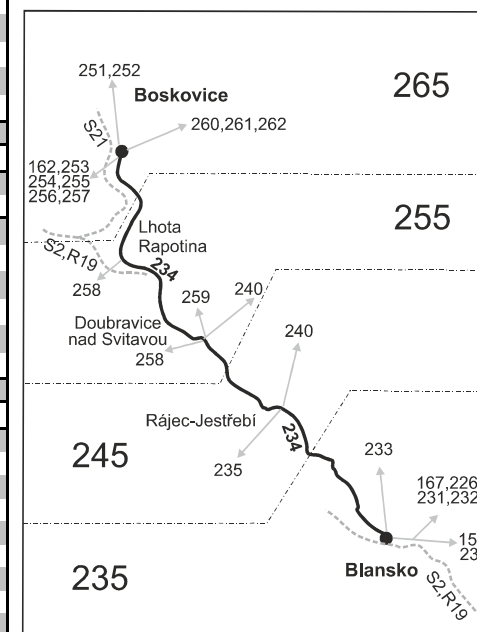 251,252
265
Boskovice
260,261,262
S21
162,253
254,255
256,257
255
Lhota
Rapotina
S2,R19
234
258
259
240
Doubravice
nad Svitavou
258
240
Rájec-Jestřebí
234
245
235
233
167,226
231,232
235
Blansko
S2,R19